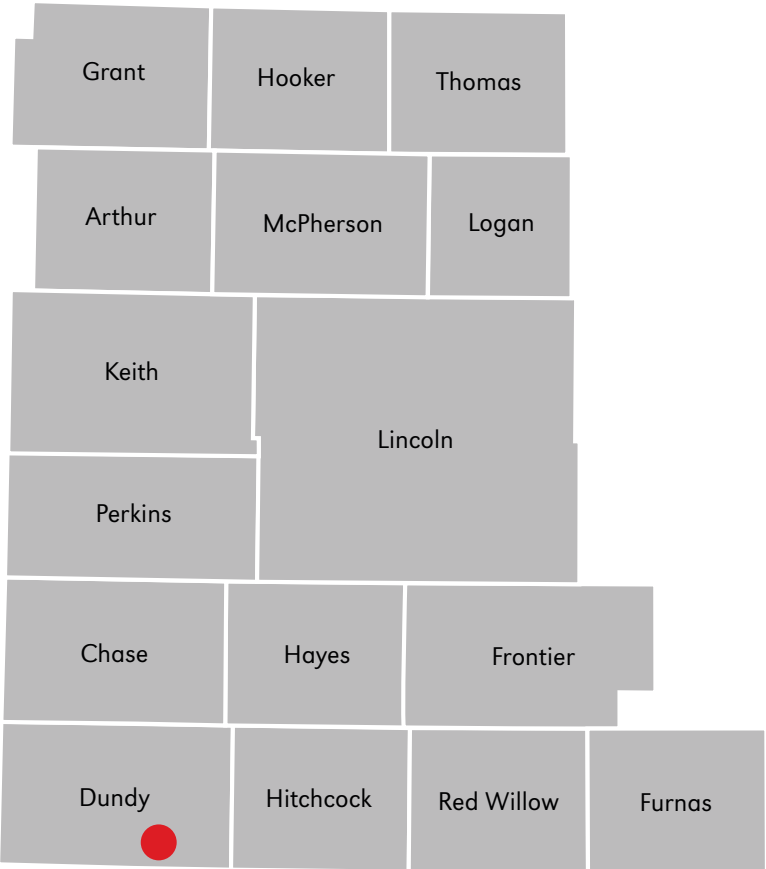 Grant
Hooker
Thomas
Arthur
McPherson
Logan
Keith
Lincoln
Perkins
Chase
Hayes
Frontier
Dundy
Hitchcock
Red Willow
Furnas